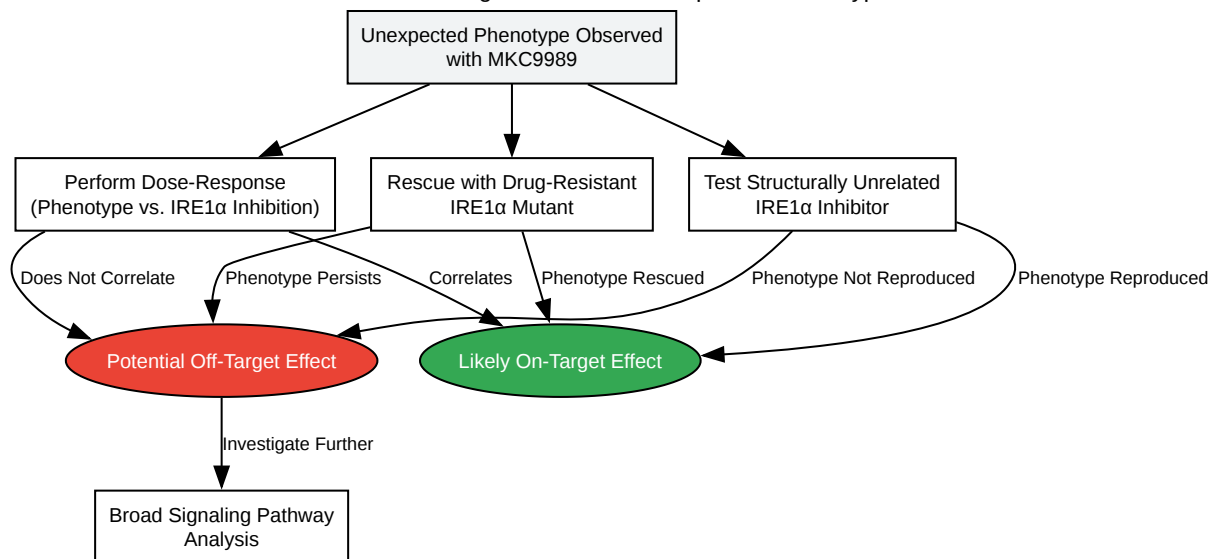 Unexpected Phenotype Observed
with MKC9989
Perform Dose-Response
(Phenotype vs. IRE1α Inhibition)
Rescue with Drug-Resistant
IRE1α Mutant
Test Structurally Unrelated
IRE1α Inhibitor
Does Not Correlate
Phenotype Persists
Correlates
Phenotype Rescued
Phenotype Not Reproduced
Phenotype Reproduced
Potential Off-Target Effect
Likely On-Target Effect
Investigate Further
Broad Signaling Pathway
Analysis